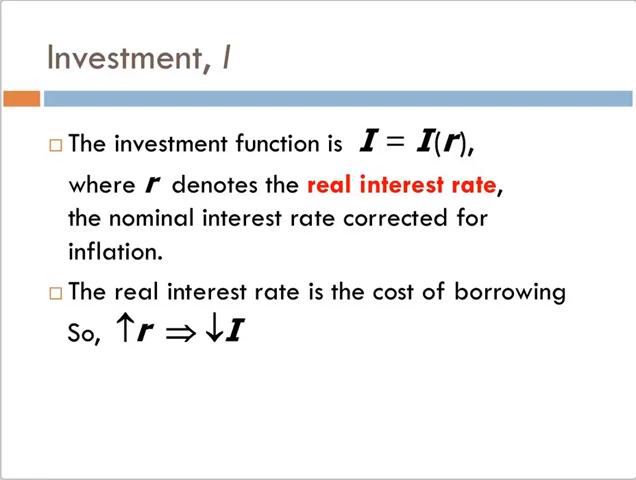 Investment, I
The investment function is I = I(r),
where r denotes the real interest rate,
the nominal interest rate corrected for
inflation.
The real interest rate is the cost of borrowing
So, ↑r ⇒ ↓I